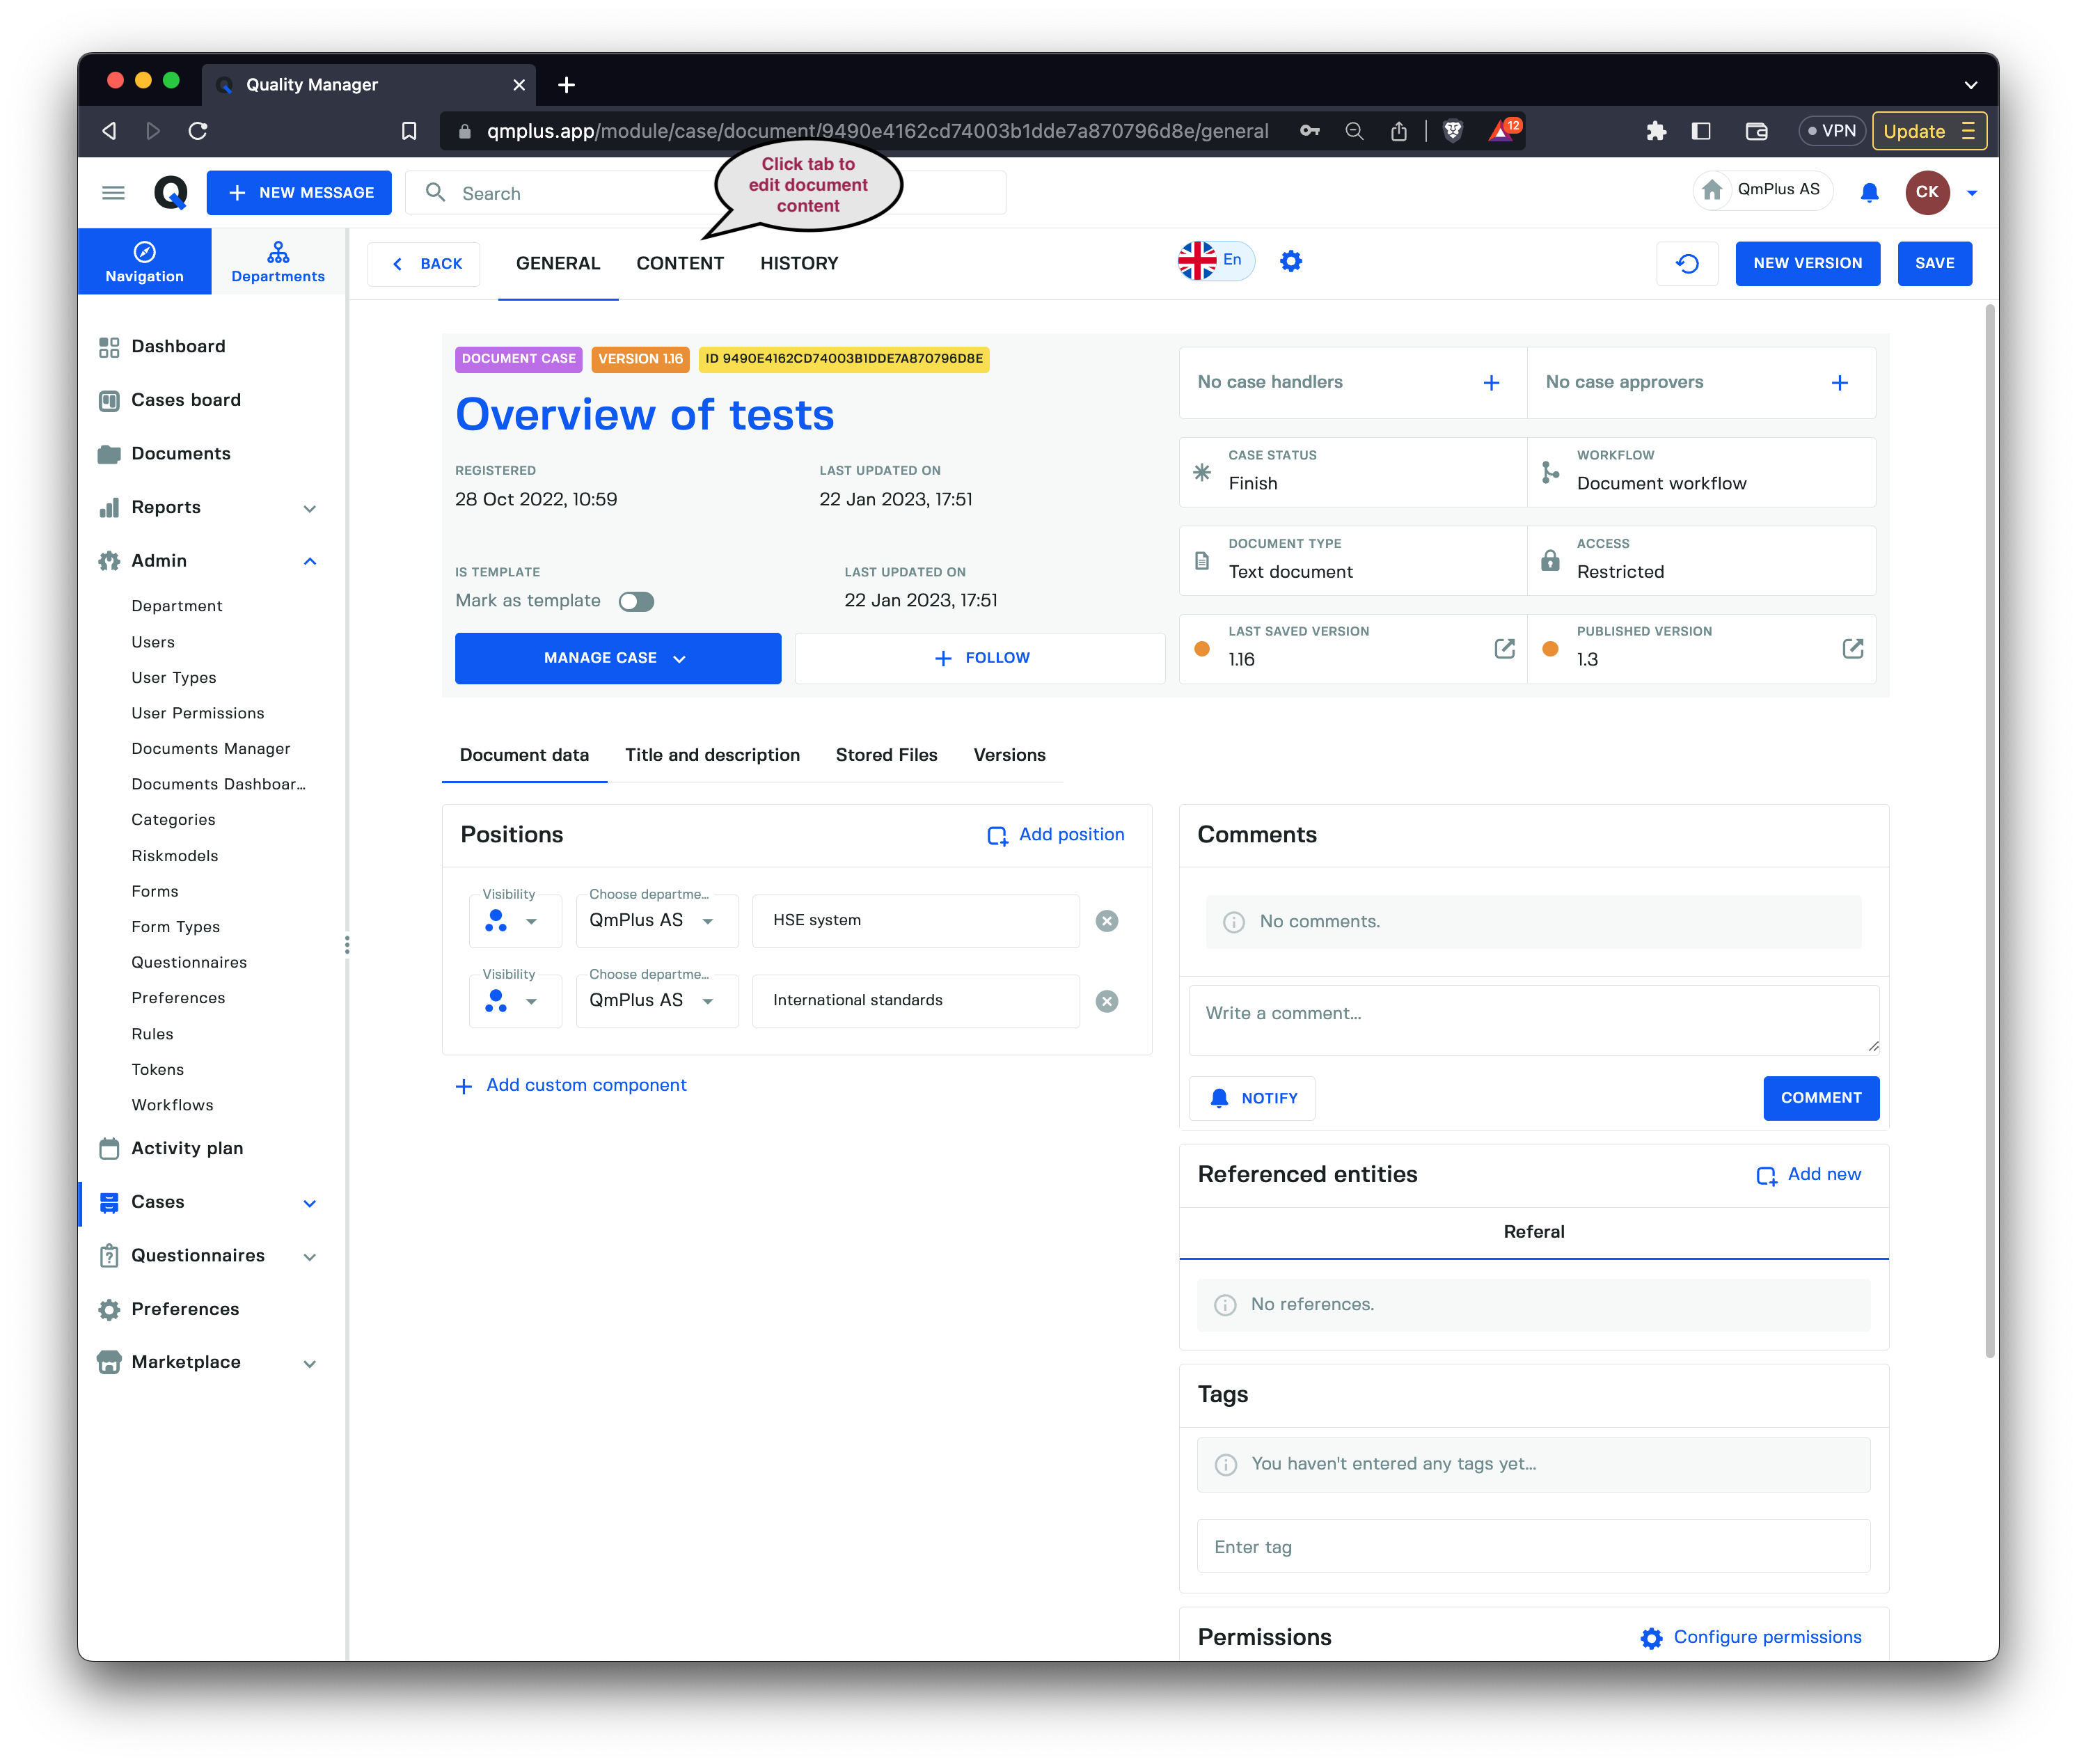 Quality Manager
qmplus.app/module/case/document/9490e4162cd74003b1dde7a870796d8e/general
12
VPN
Update
Click tab to
edit document
content
NEW MESSAGE
Search
QmPlus AS
CK
Navigation
Departments
BACK
GENERAL
CONTENT
HISTORY
En
NEW VERSION
SAVE
Dashboard
Cases board
Documents
Reports
Admin
Department
Users
User Types
User Permissions
Documents Manager
Documents Dashboar...
Categories
Riskmodels
Forms
Form Types
Questionnaires
Preferences
Rules
Tokens
Workflows
Activity plan
Cases
Questionnaires
Preferences
Marketplace
DOCUMENT CASE
VERSION 1.16
ID 9490E4162CD74003B1DDE7A870796D8E
Overview of tests
REGISTERED
28 Oct 2022, 10:59
LAST UPDATED ON
22 Jan 2023, 17:51
IS TEMPLATE
Mark as template
LAST UPDATED ON
22 Jan 2023, 17:51
MANAGE CASE
FOLLOW
No case handlers
No case approvers
CASE STATUS
Finish
WORKFLOW
Document workflow
DOCUMENT TYPE
Text document
ACCESS
Restricted
LAST SAVED VERSION
1.16
PUBLISHED VERSION
1.3
Document data
Title and description
Stored Files
Versions
Positions
Add position
Visibility
Choose departme...
QmPlus AS
HSE system
Visibility
Choose departme...
QmPlus AS
International standards
Add custom component
Comments
No comments.
Write a comment...
NOTIFY
COMMENT
Referenced entities
Add new
Referal
No references.
Tags
You haven't entered any tags yet...
Enter tag
Permissions
Configure permissions